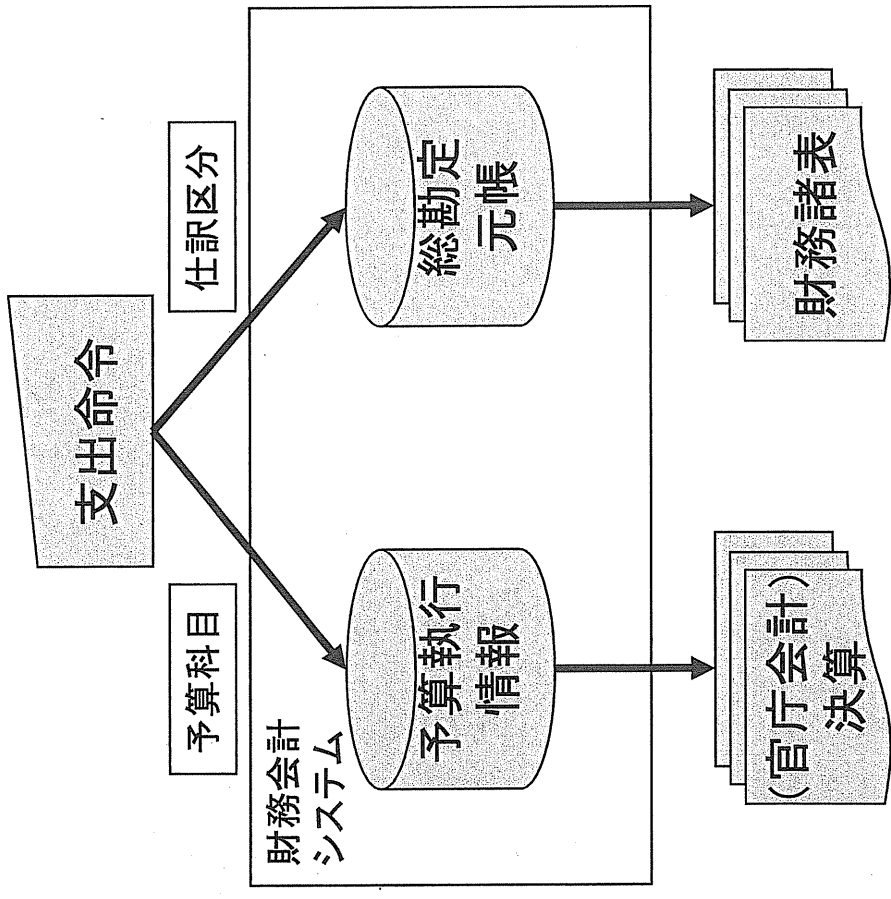 支出命令
予算科目
仕訳区分
財務会計
システム
予算執行
情報
総勘定
元帳
(官庁会計)
決算
財務諸表